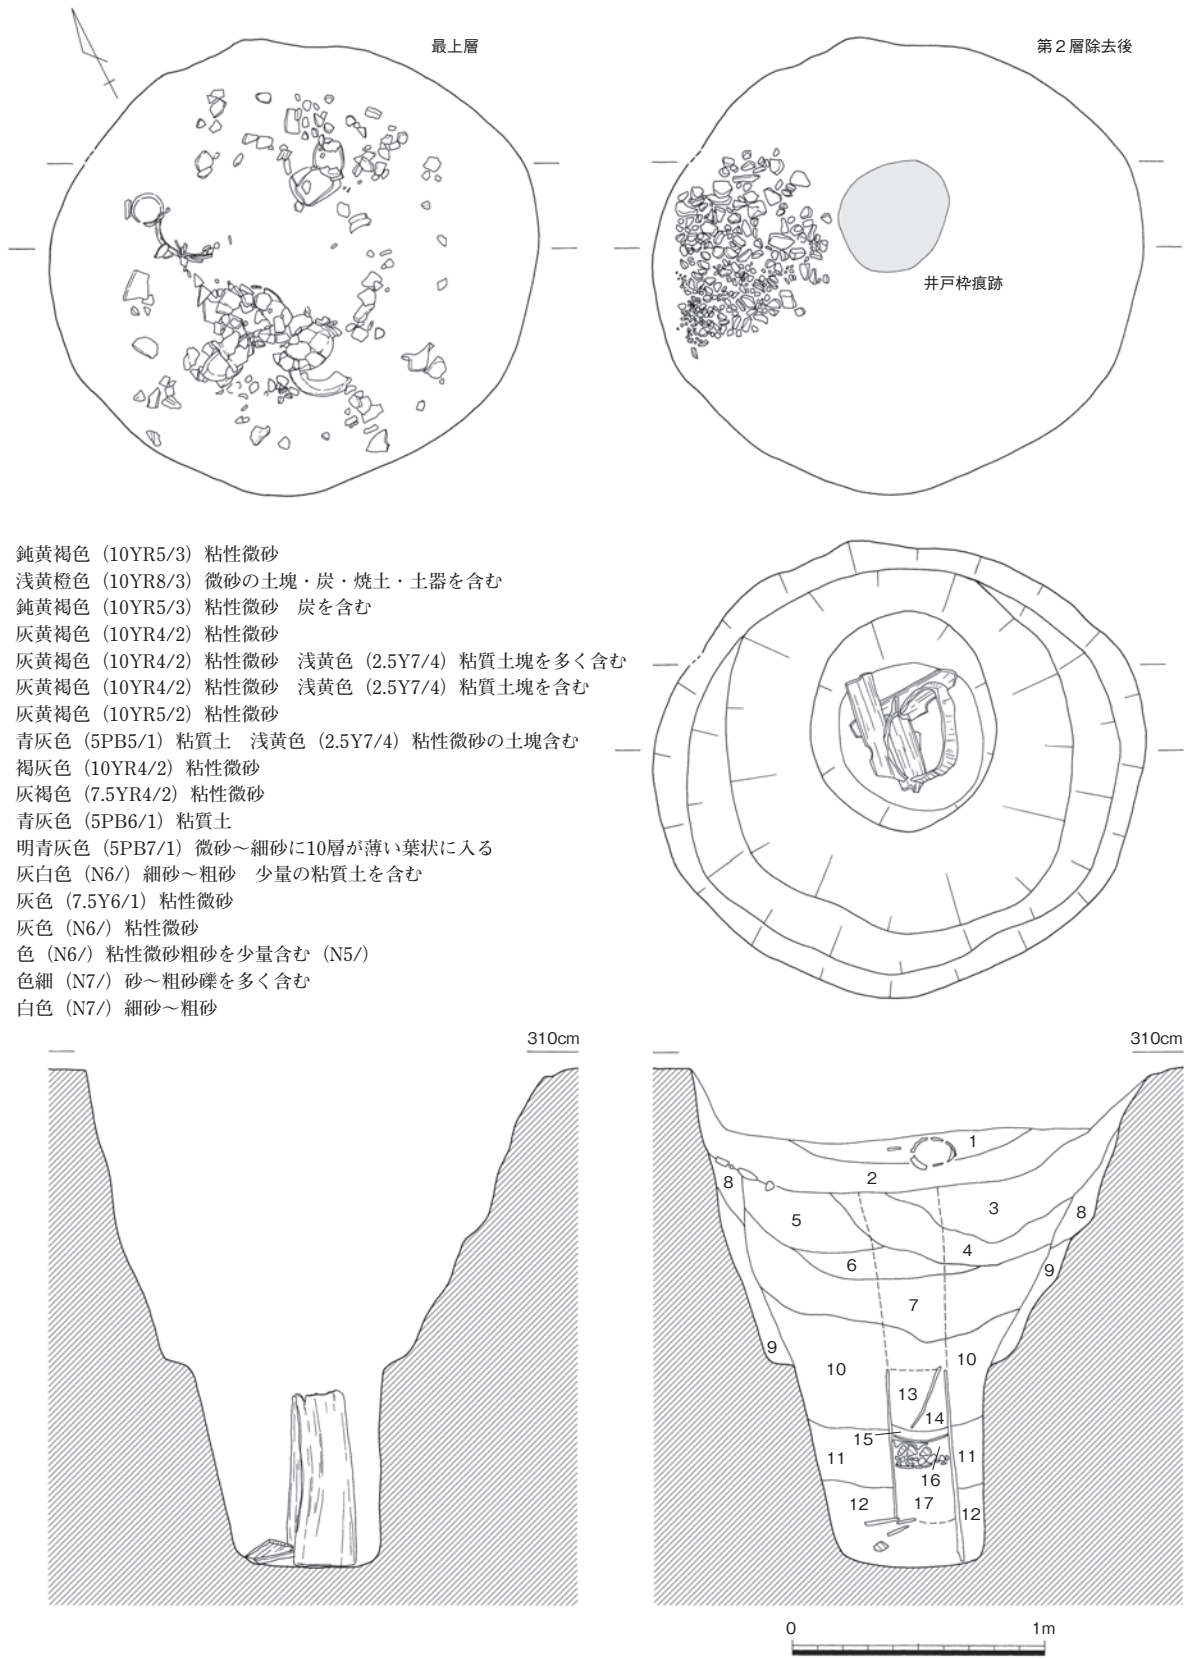 最上層
第2層除去後
井戸枠痕跡
鈍黄褐色（10YR5/3）粘性微砂
浅黄橙色（10YR8/3）微砂の土塊・炭・焼土・土器を含む
鈍黄褐色（10YR5/3）粘性微砂　炭を含む
灰黄褐色（10YR4/2）粘性微砂
灰黄褐色（10YR4/2）粘性微砂　浅黄色（2.5Y7/4）粘質土塊を多く含む
灰黄褐色（10YR4/2）粘性微砂　浅黄色（2.5Y7/4）粘質土塊を含む
灰黄褐色（10YR5/2）粘性微砂
青灰色（5PB5/1）粘質土　浅黄色（2.5Y7/4）粘性微砂の土塊含む
褐灰色（10YR4/2）粘性微砂
灰褐色（7.5YR4/2）粘性微砂
青灰色（5PB6/1）粘質土
明青灰色（5PB7/1）微砂～細砂に10層が薄い葉状に入る
灰白色（N6/）細砂～粗砂　少量の粘質土を含む
灰色（7.5Y6/1）粘性微砂
灰色（N6/）粘性微砂
色（N6/）粘性微砂粗砂を少量含む（N5/）
色細（N7/）砂～粗砂礫を多く含む
白色（N7/）細砂～粗砂
310cm
310cm
1
2
8
3
5
8
4
6
9
7
9
10
10
13
14
15
11
11
16
12
17
12
0
1m